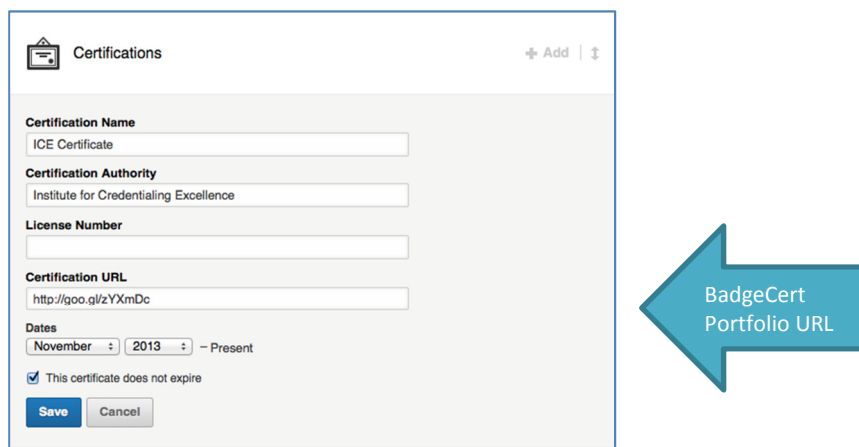 Certifications
+ Add
Certification Name
ICE Certificate
Certification Authority
Institute for Credentialing Excellence
License Number
Certification URL
http://goo.gl/zYXmDc
Dates
November 2013 – Present
This certificate does not expire
Save Cancel
BadgeCert
Portfolio URL